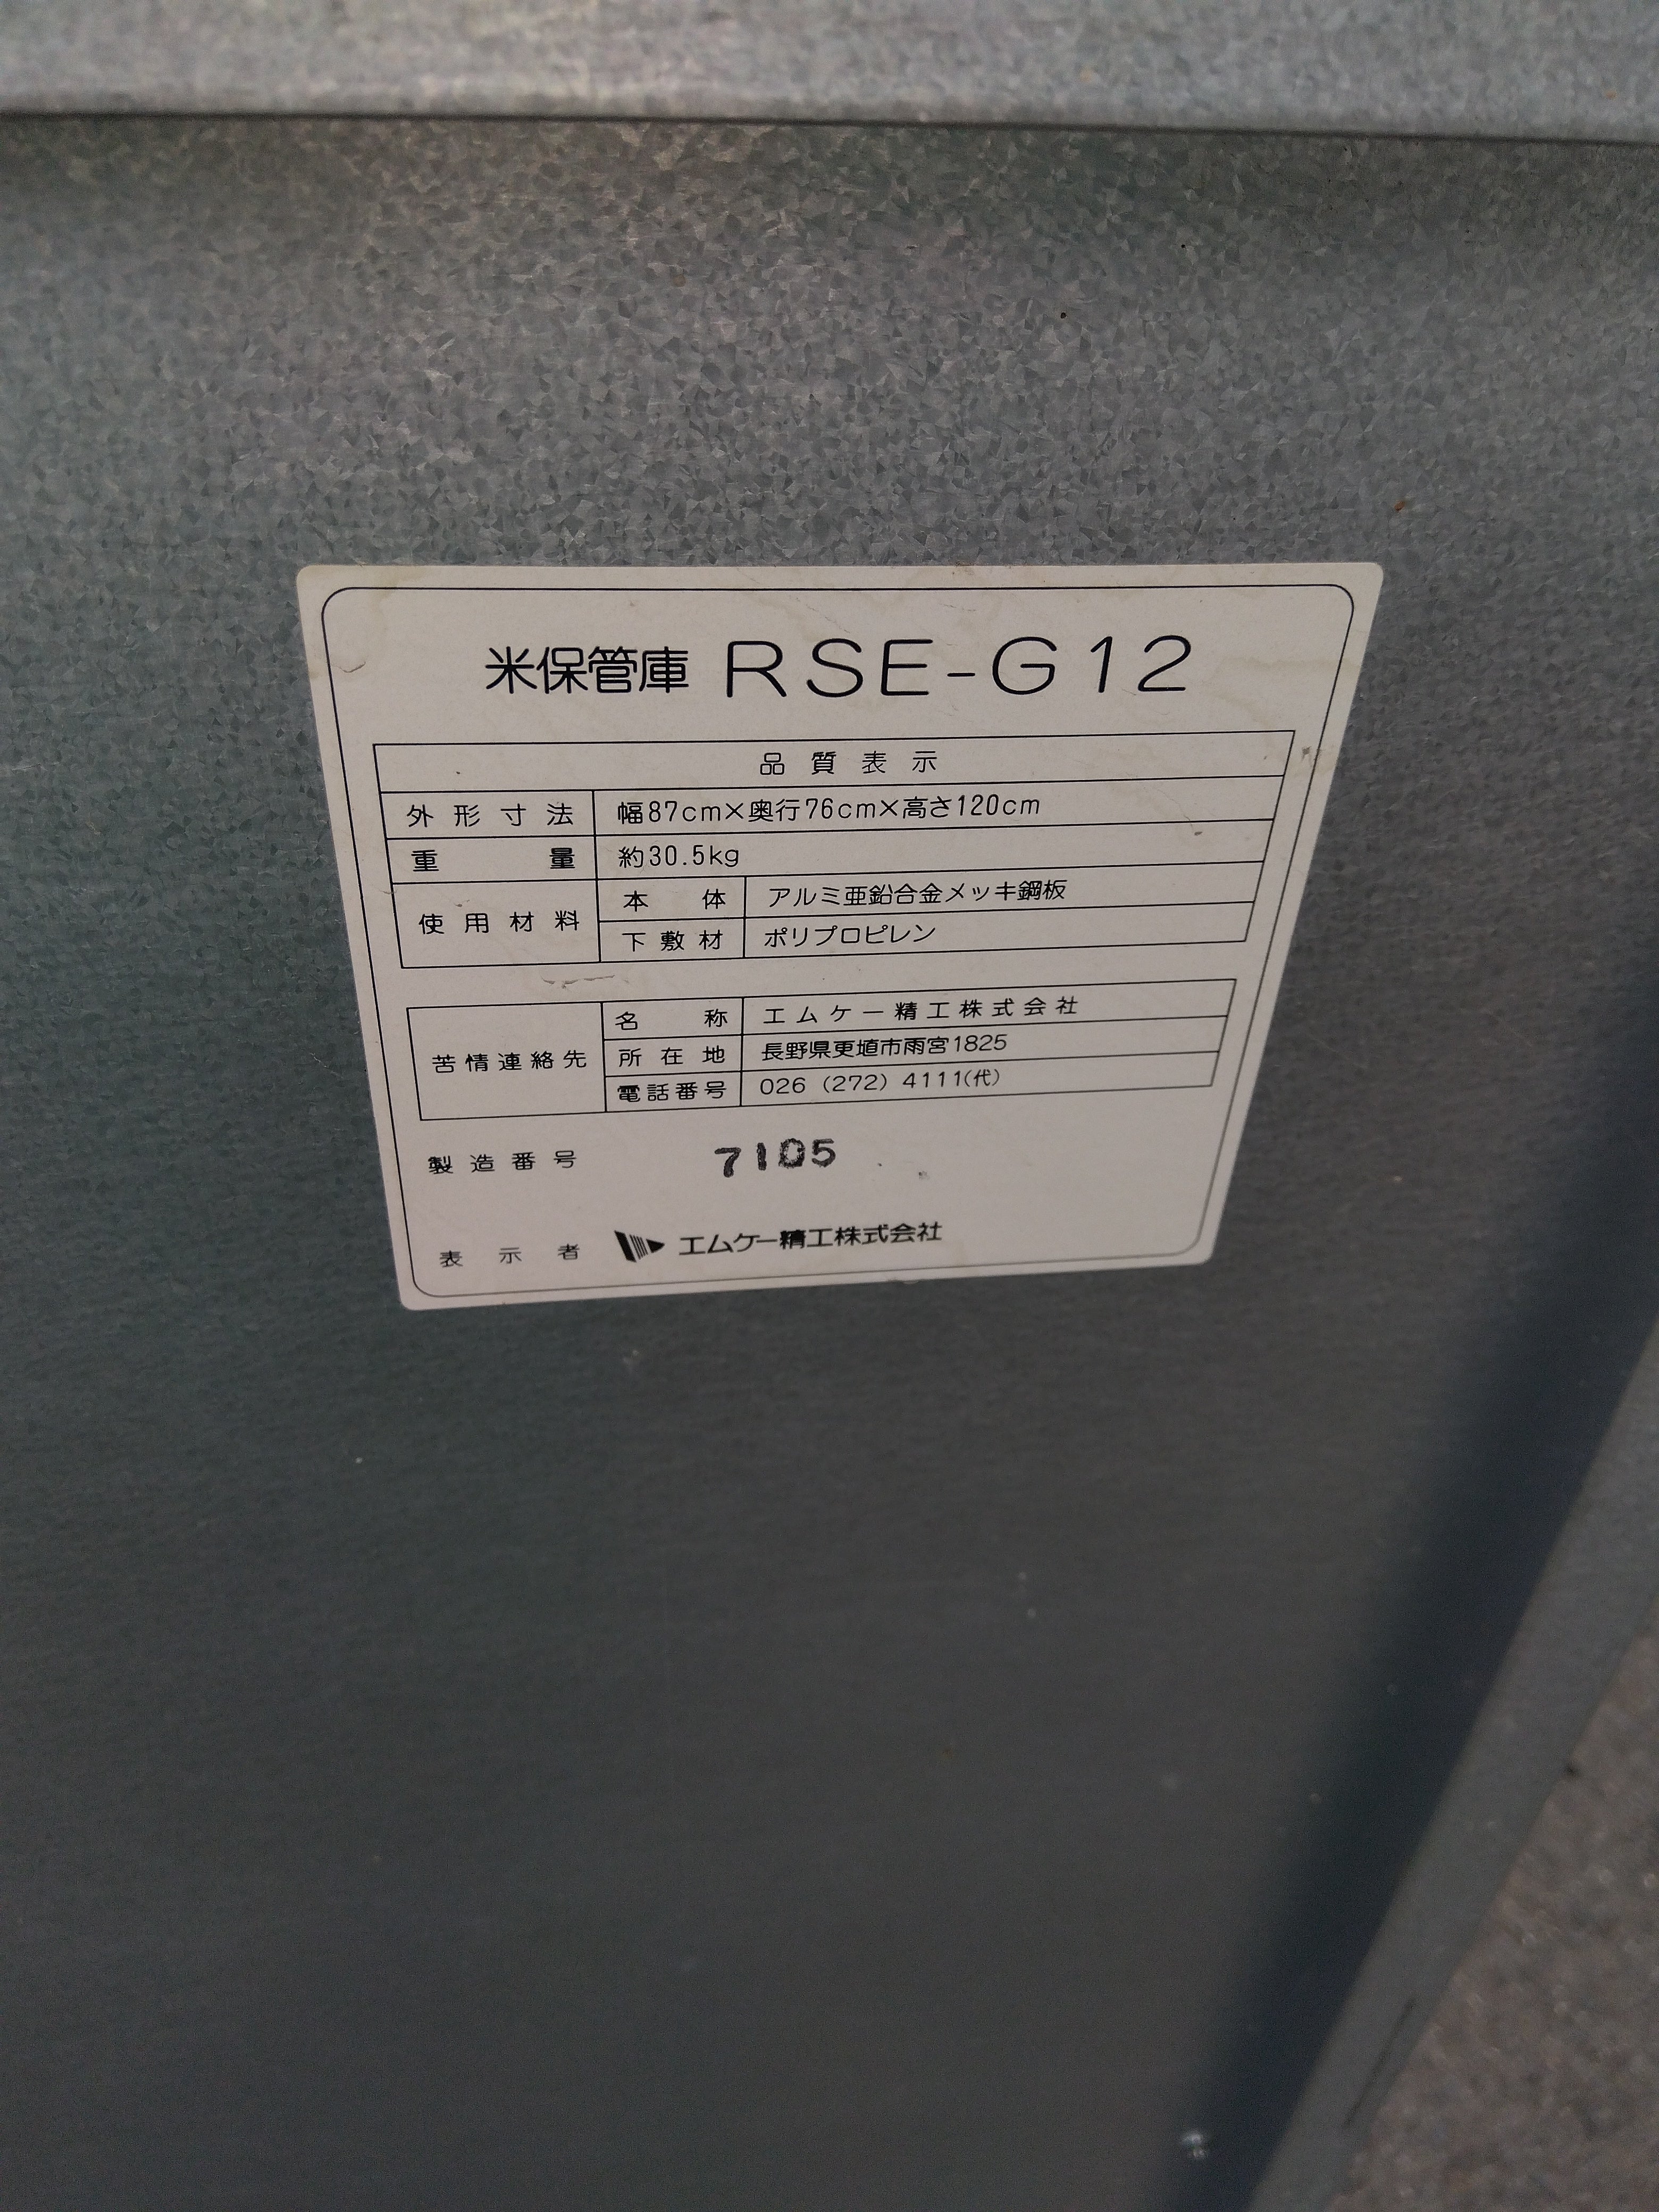 米保管庫 RSE-G12
品質表示
外形寸法 幅87cm×奥行76cm×高さ120cm
重量 約30.5kg
使用材料 本体 アルミ亜鉛合金メッキ鋼板
下敷材 ポリプロピレン
苦情連絡先 名称 エムケー精工株式会社
所在地 長野県更埴市雨宮1825
電話番号 026（272）4111(代)
製造番号 7105
表示者 エムケー精工株式会社